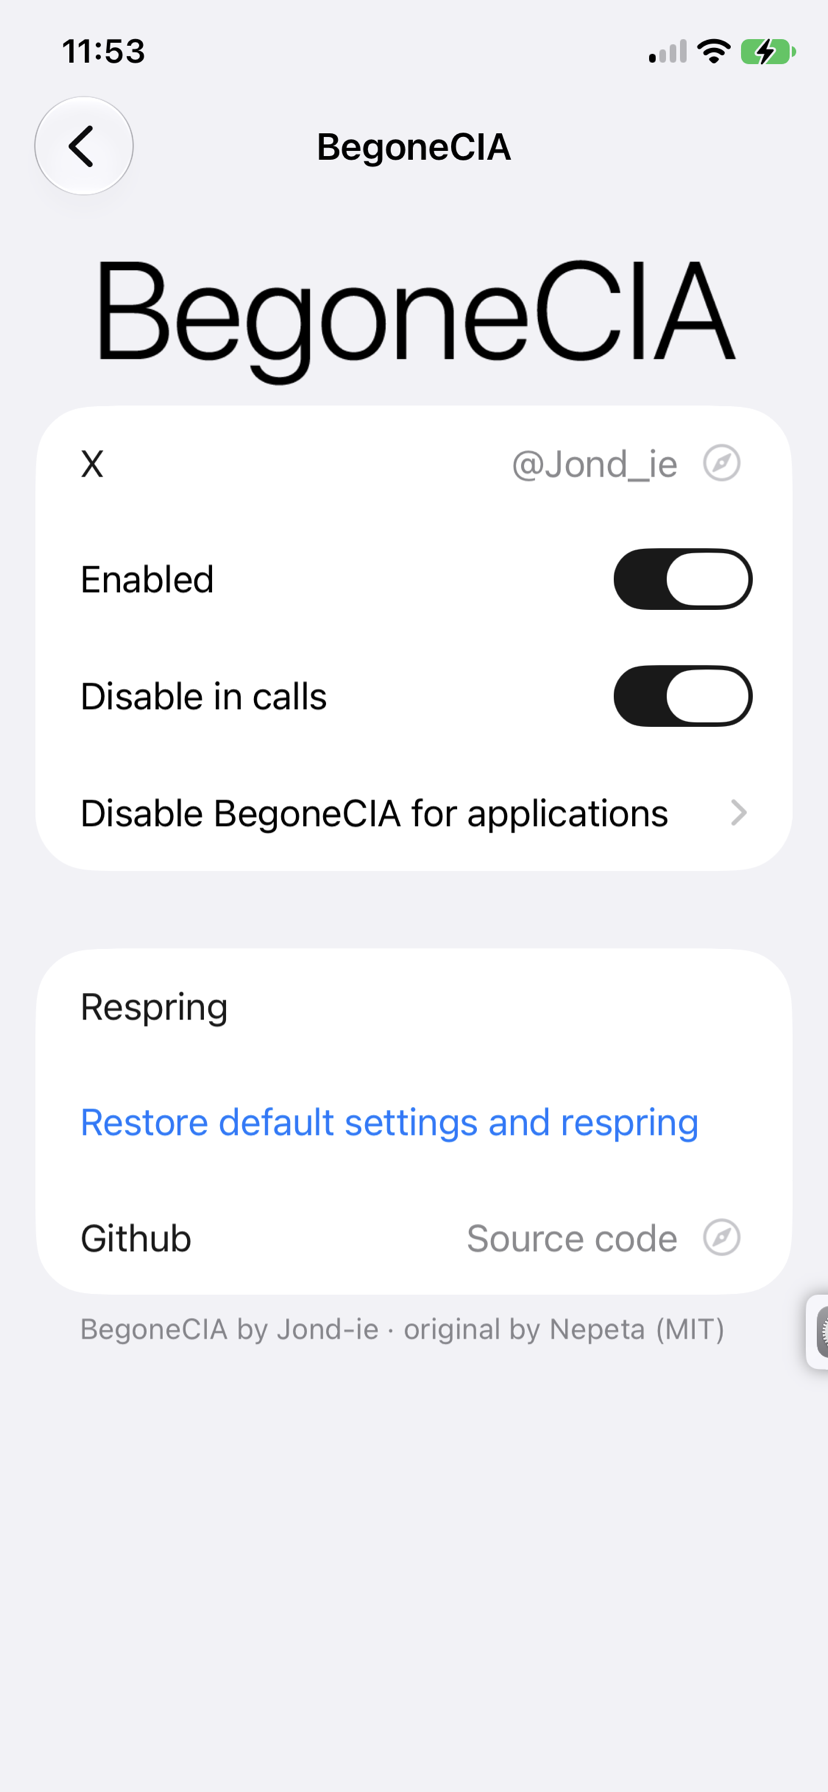 11:53
BegoneCIA
BegoneCIA
X @Jond_ie
Enabled
Disable in calls
Disable BegoneCIA for applications
Respring
Restore default settings and respring
Github Source code
BegoneCIA by Jond-ie · original by Nepeta (MIT)